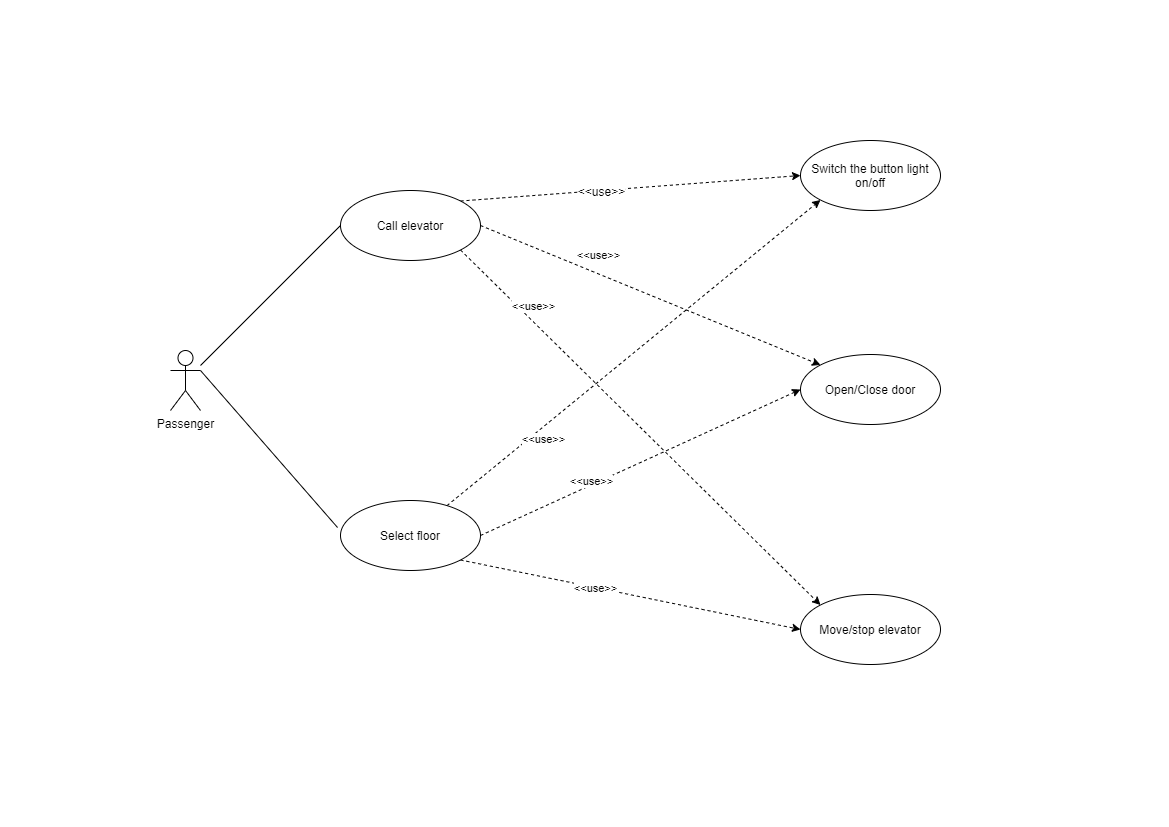 Switch the button light
on/off
<<use>>
Call elevator
<<use>>
<<use>>
Open/Close door
Passenger
<<use>>
<<use>>
Select floor
<<use>>
Move/stop elevator